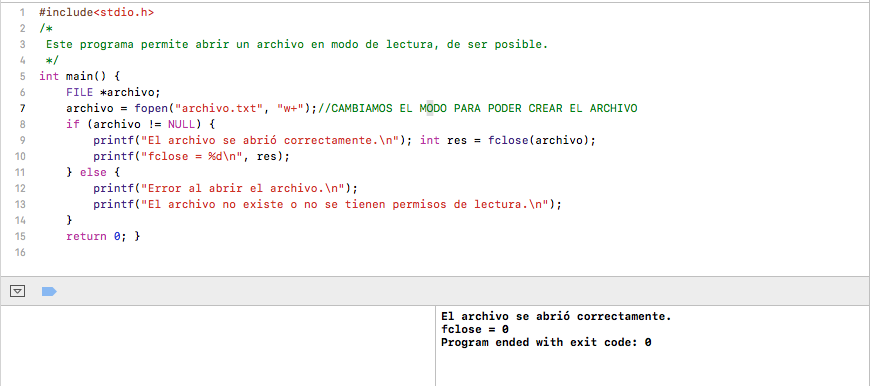 1 #include<stdio.h>
2 /*
3  Este programa permite abrir un archivo en modo de lectura, de ser posible.
4  */
5 int main() {
6     FILE *archivo;
7     archivo = fopen("archivo.txt", "w+");//CAMBIAMOS EL MODO PARA PODER CREAR EL ARCHIVO
8     if (archivo != NULL) {
9         printf("El archivo se abrió correctamente.\n"); int res = fclose(archivo);
10         printf("fclose = %d\n", res);
11     } else {
12         printf("Error al abrir el archivo.\n");
13         printf("El archivo no existe o no se tienen permisos de lectura.\n");
14     }
15     return 0; }
16
El archivo se abrió correctamente.
fclose = 0
Program ended with exit code: 0